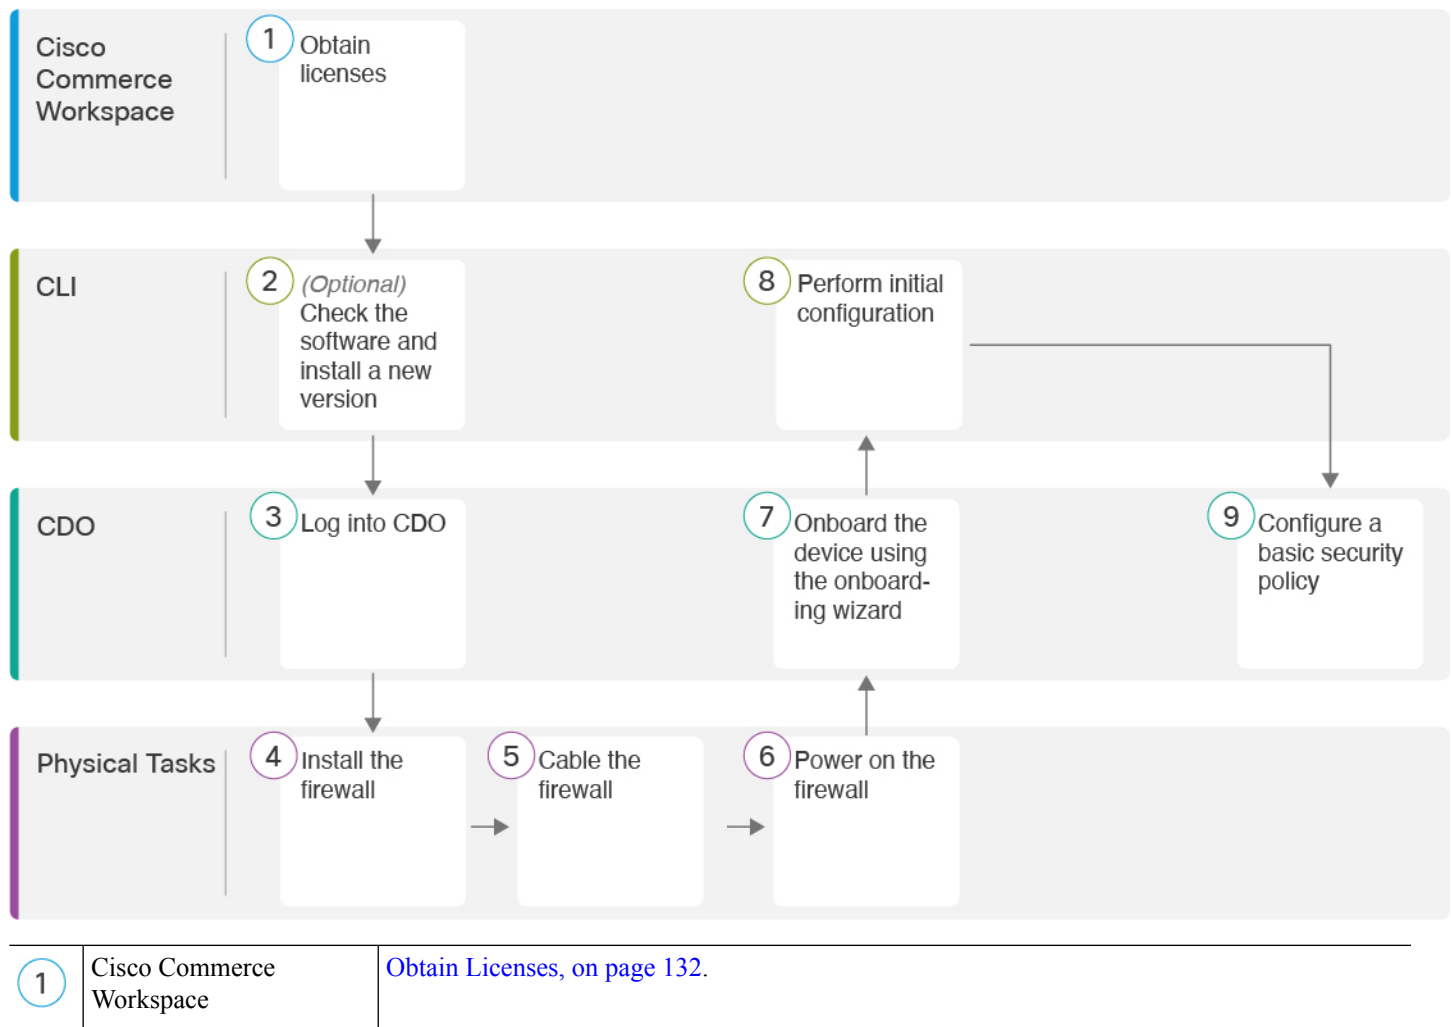 Cisco
Commerce
Workspace
1
Obtain
licenses
CLI
2
(Optional)
Check the
software and
install a new
version
8
Perform initial
configuration
CDO
3
Log into CDO
7
Onboard the
device using
the onboard-
ing wizard
9
Configure a
basic security
policy
Physical Tasks
4
Install the
firewall
5
Cable the
firewall
6
Power on the
firewall
1
Cisco Commerce
Workspace
Obtain Licenses, on page 132.